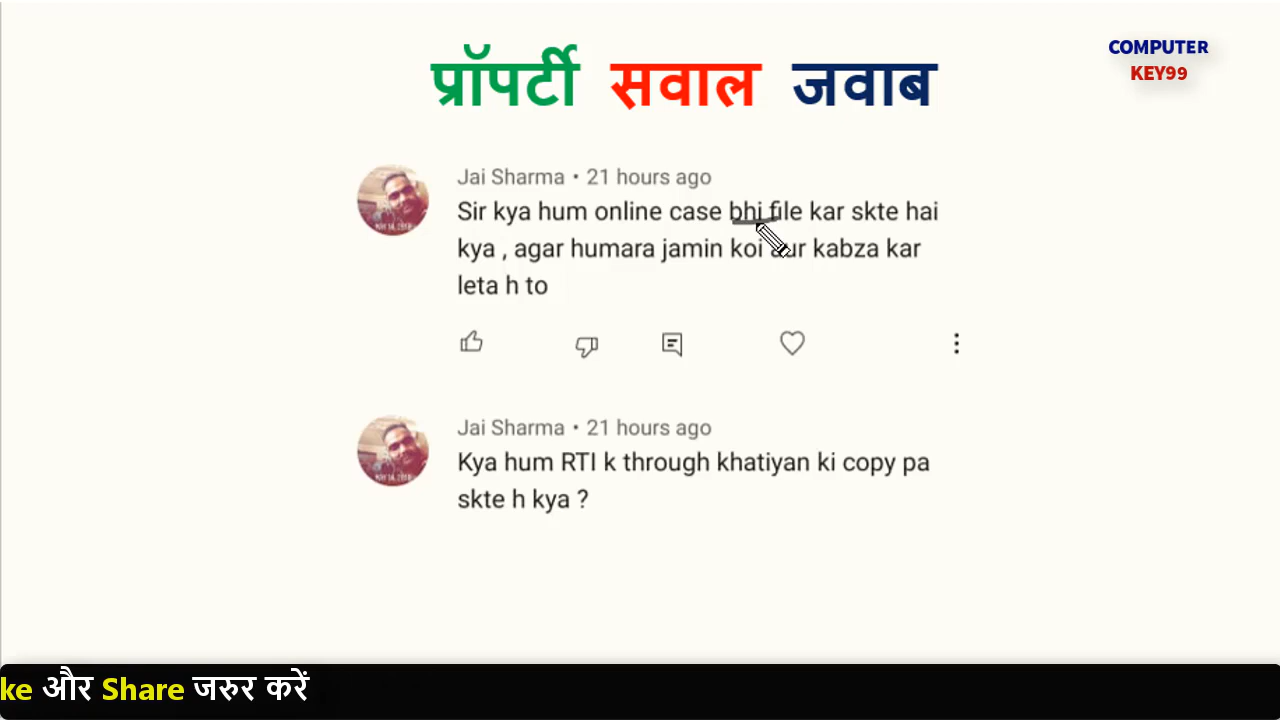 प्रॉपर्टी सवाल जवाब
COMPUTER
KEY99
Jai Sharma • 21 hours ago
Sir kya hum online case bhi file kar skte hai
kya , agar humara jamin koi aur kabza kar
leta h to
Jai Sharma • 21 hours ago
Kya hum RTI k through khatiyan ki copy pa
skte h kya ?
ke और Share जरुर करें